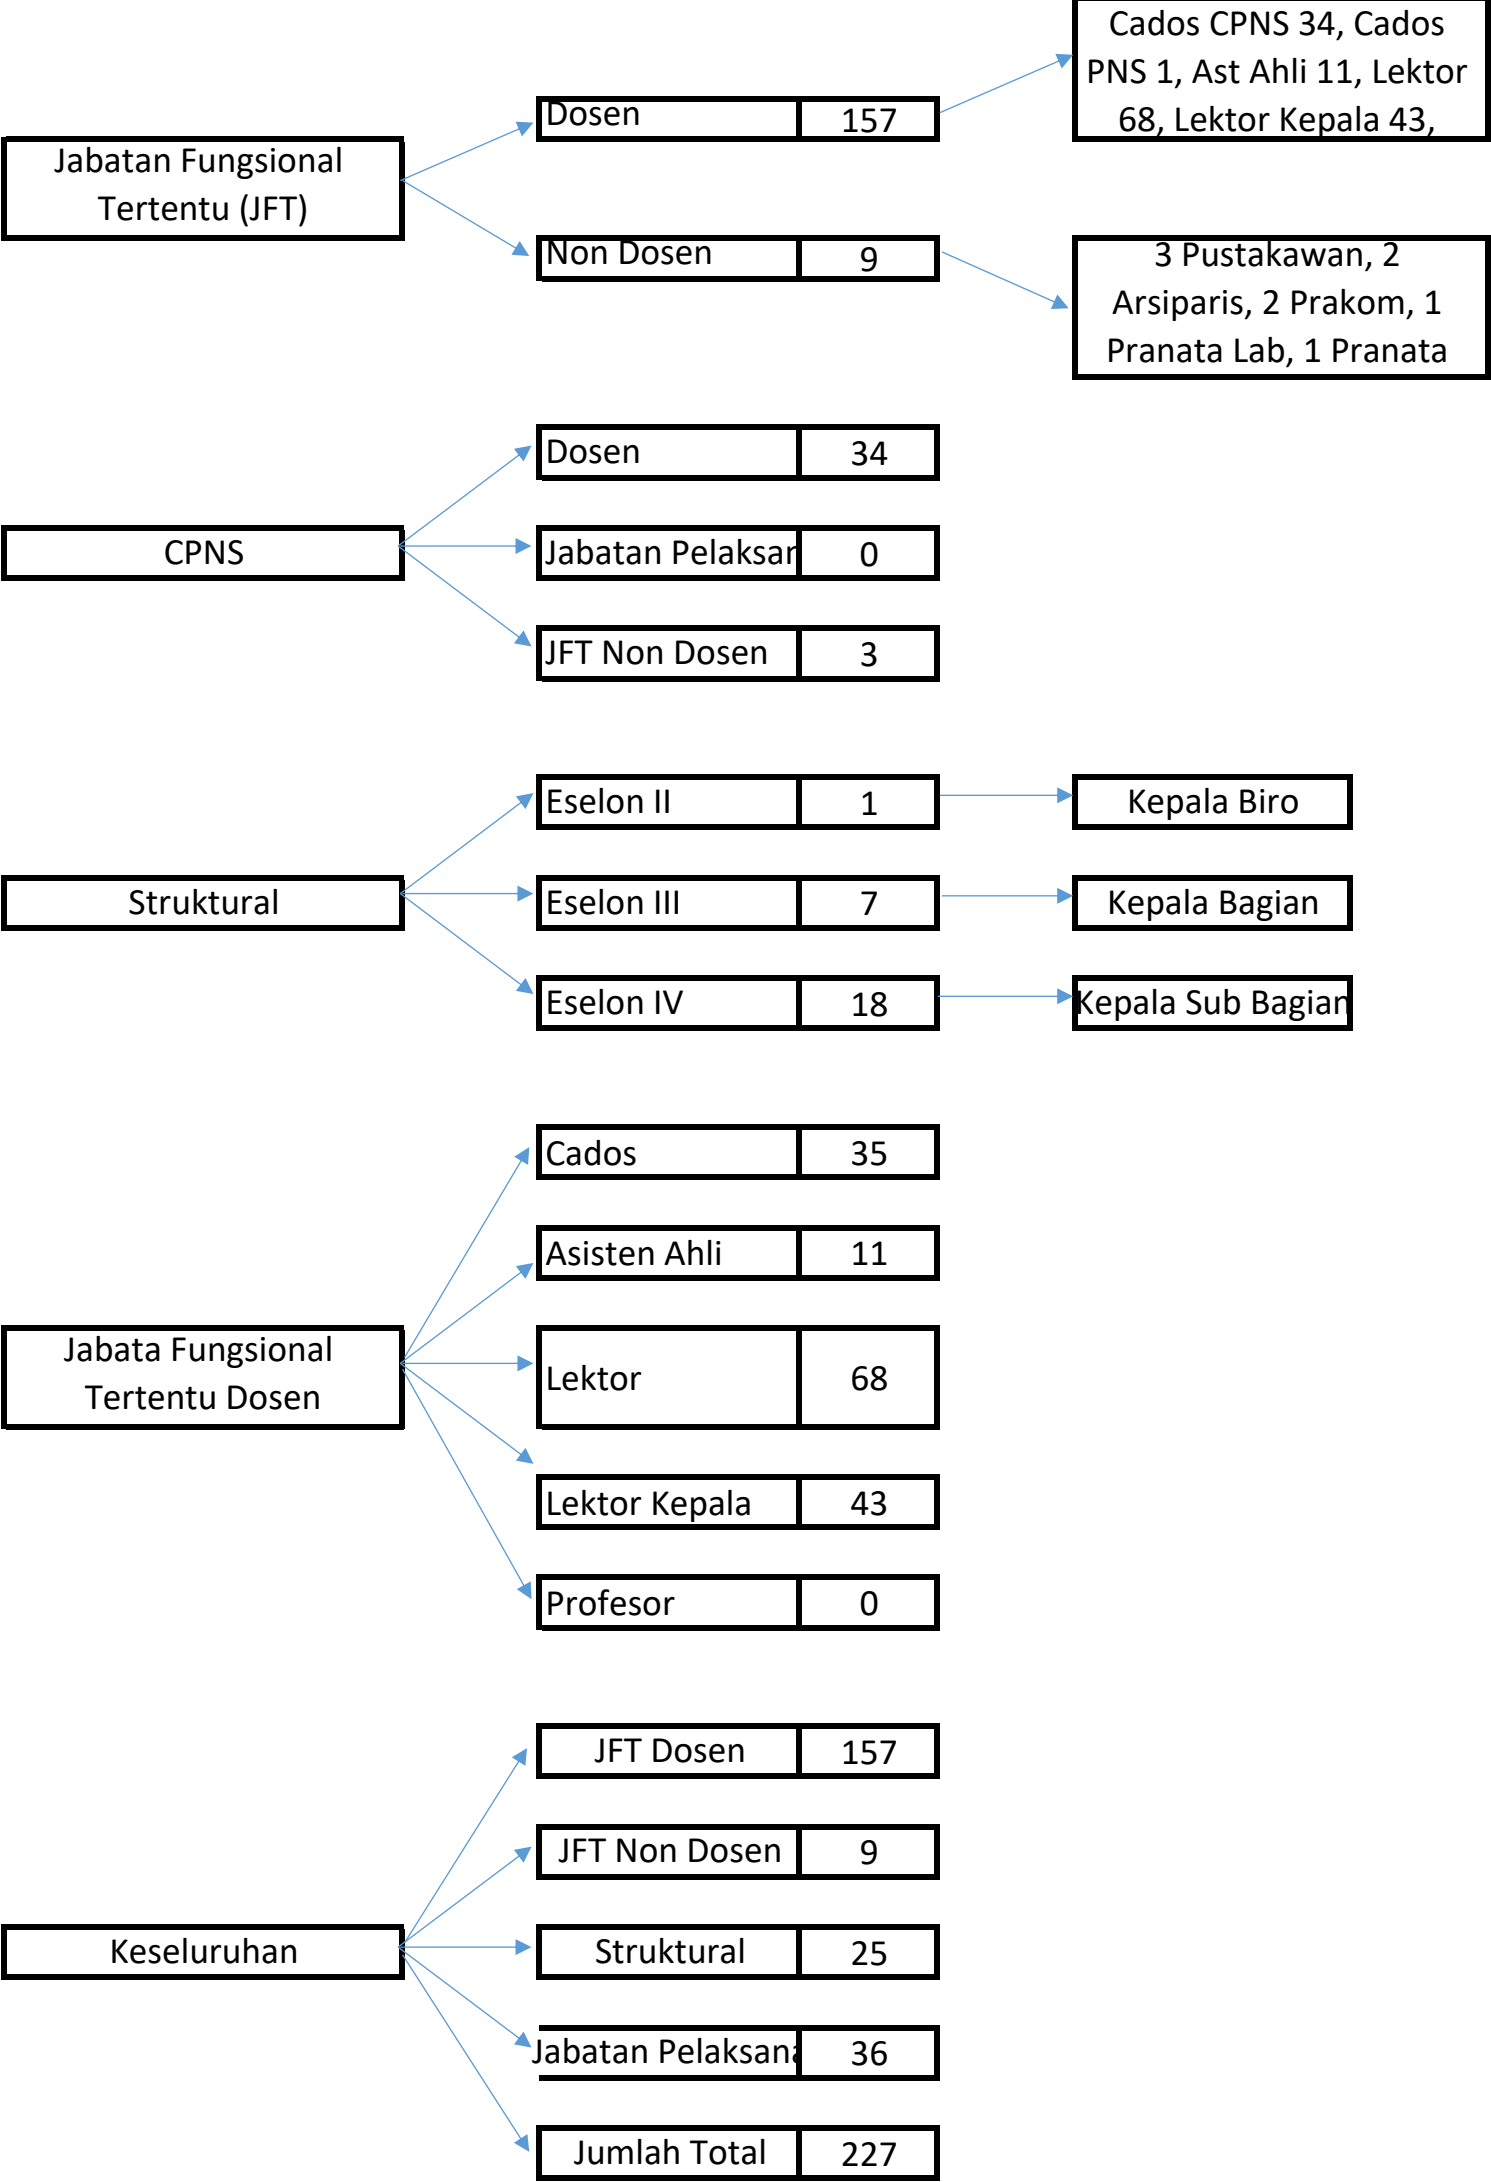 Cados CPNS 34, Cados
PNS 1, Ast Ahli 11, Lektor
68, Lektor Kepala 43,
Dosen 157
Jabatan Fungsional
Tertentu (JFT)
Non Dosen 9
3 Pustakawan, 2
Arsiparis, 2 Prakom, 1
Pranata Lab, 1 Pranata
Dosen 34
CPNS
Jabatan Pelaksan 0
JFT Non Dosen 3
Eselon II 1 Kepala Biro
Struktural
Eselon III 7 Kepala Bagian
Eselon IV 18 Kepala Sub Bagian
Cados 35
Asisten Ahli 11
Jabata Fungsional
Tertentu Dosen
Lektor 68
Lektor Kepala 43
Profesor 0
JFT Dosen 157
JFT Non Dosen 9
Keseluruhan
Struktural 25
Jabatan Pelaksana 36
Jumlah Total 227